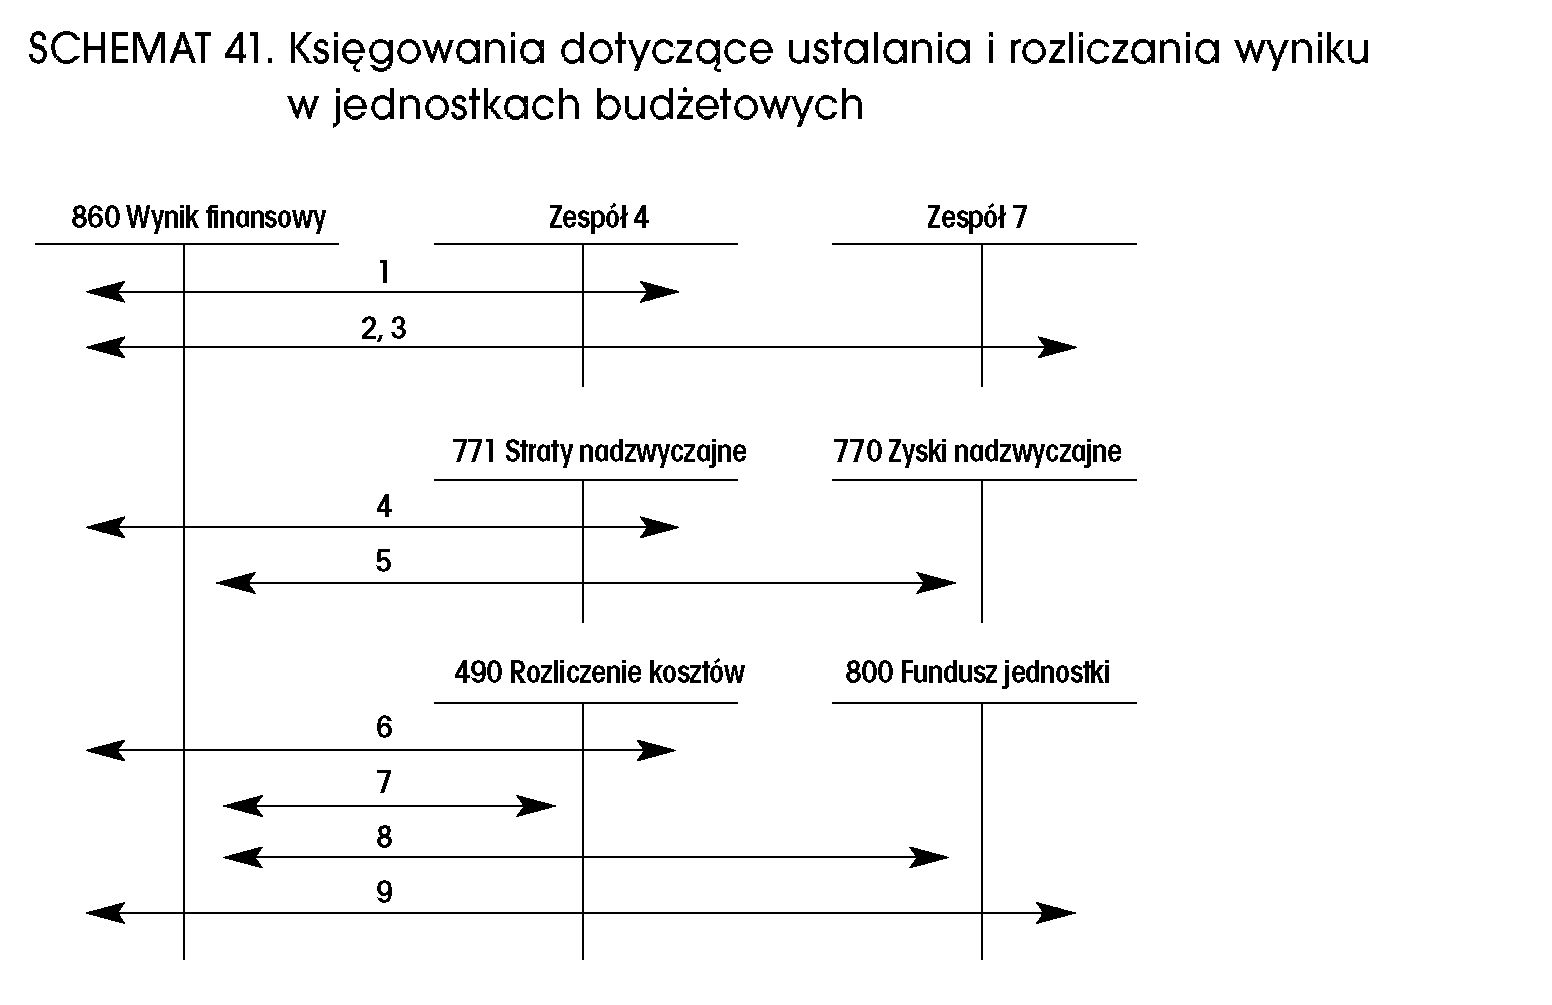 SCHEMAT 41. Księgowania dotyczące ustalania i rozliczania wyniku
w jednostkach budżetowych
860 Wynik finansowy Zespół 4 Zespół 7
1
2, 3
771 Straty nadzwyczajne 770 Zyski nadzwyczajne
4
5
490 Rozliczenie kosztów 800 Fundusz jednostki
6
7
8
9